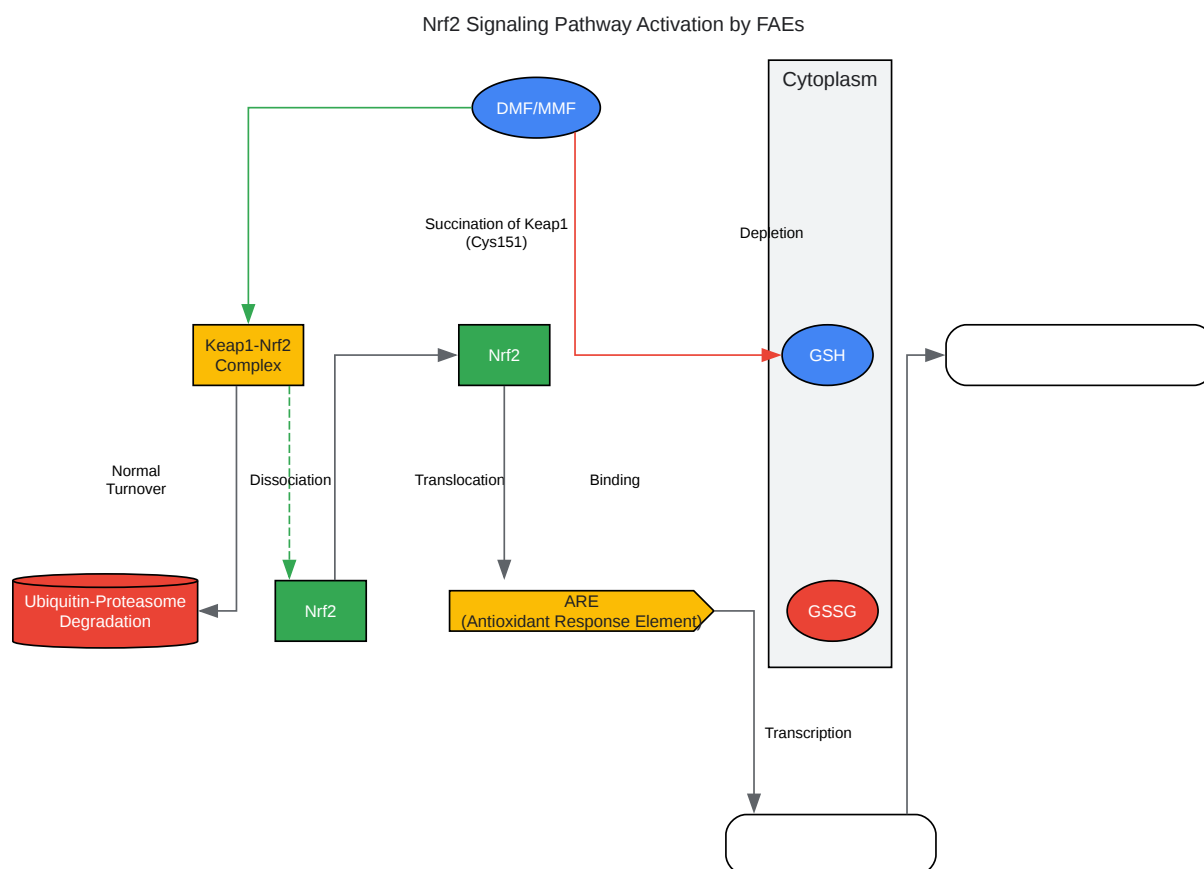 Nrf2 Signaling Pathway Activation by FAEs
Cytoplasm
DMF/MMF
Succination of Keap1
(Cys151)
Depletion
Keap1-Nrf2
Complex
Nrf2
GSH
Normal
Turnover
Dissociation
Translocation
Binding
Ubiquitin-Proteasome
Degradation
Nrf2
ARE
(Antioxidant Response Element)
GSSG
Transcription